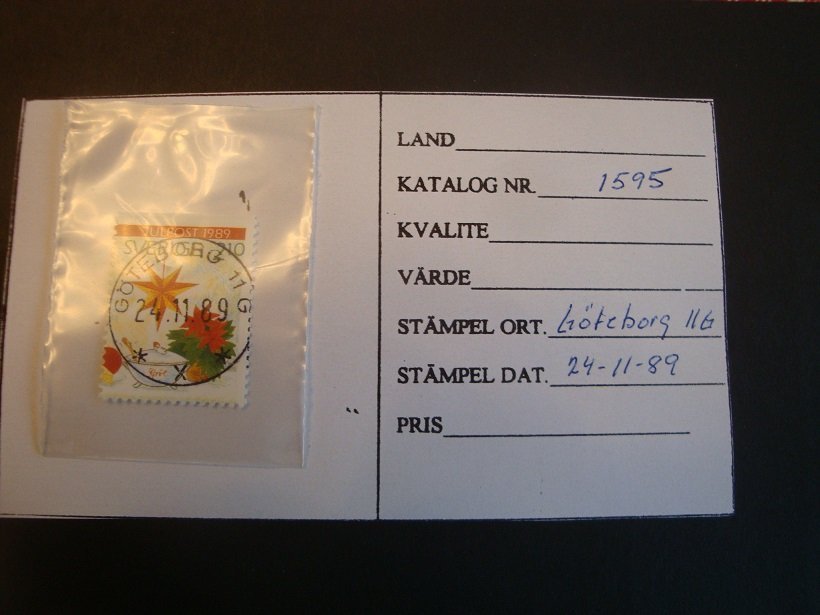 JULPOST 1989
SVERIGE 210
GÖTEBORG 11 G
24.11.89
LAND
KATALOG NR. 1595
KVALITE
VÄRDE
STÄMPEL ORT. Göteborg 11G
STÄMPEL DAT. 24-11-89
PRIS